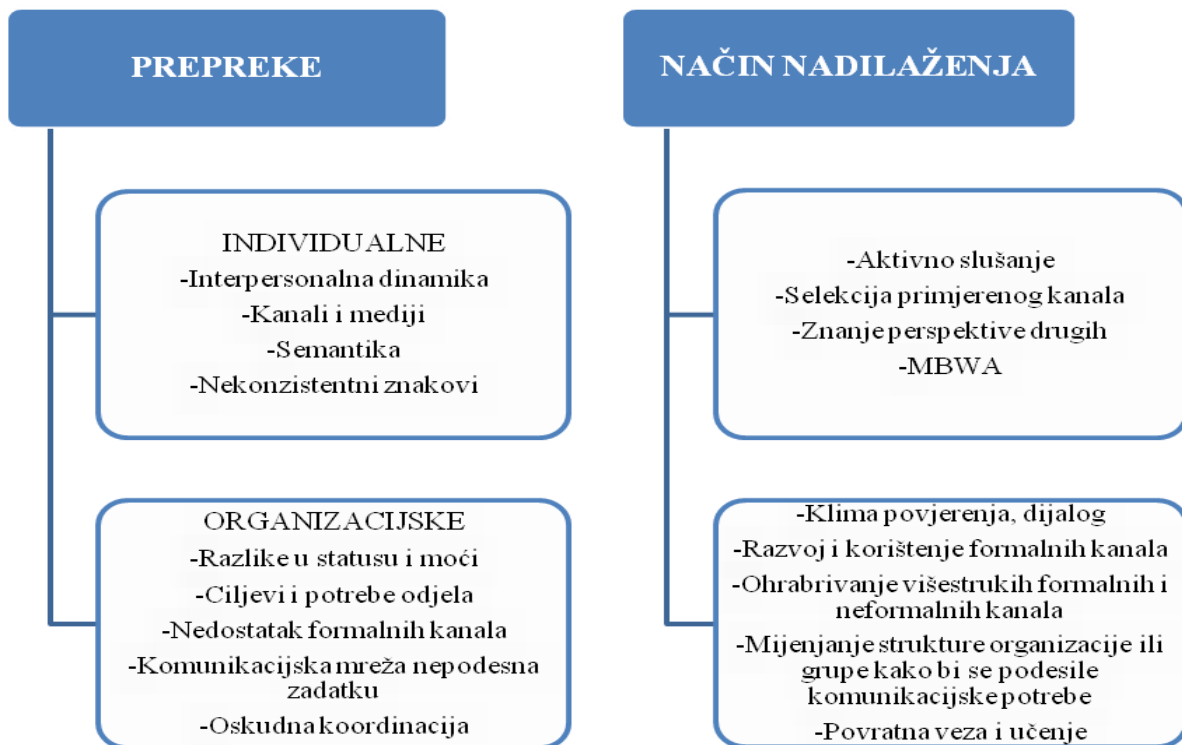 PREPREKE
INDIVIDUALNE
-Interpersonalna dinamika
-Kanali i mediji
-Semantika
-Nekonzistentni znakovi
ORGANIZACIJSKE
-Razlike u statusu i moći
-Ciljevi i potrebe odjela
-Nedostatak formalnih kanala
-Komunikacijska mreža nepodesna
zadatku
-Oskudna koordinacija
NAČIN NADILAŽENJA
-Aktivno slušanje
-Selekcija primjerenog kanala
-Znanje perspektive drugih
-MBWA
-Klima povjerenja, dijalog
-Razvoj i korištenje formalnih kanala
-Ohrabrivanje višestrukih formalnih i
neformalnih kanala
-Mijenjanje strukture organizacije ili
grupe kako bi se podesile
komunikacijske potrebe
-Povratna veza i učenje